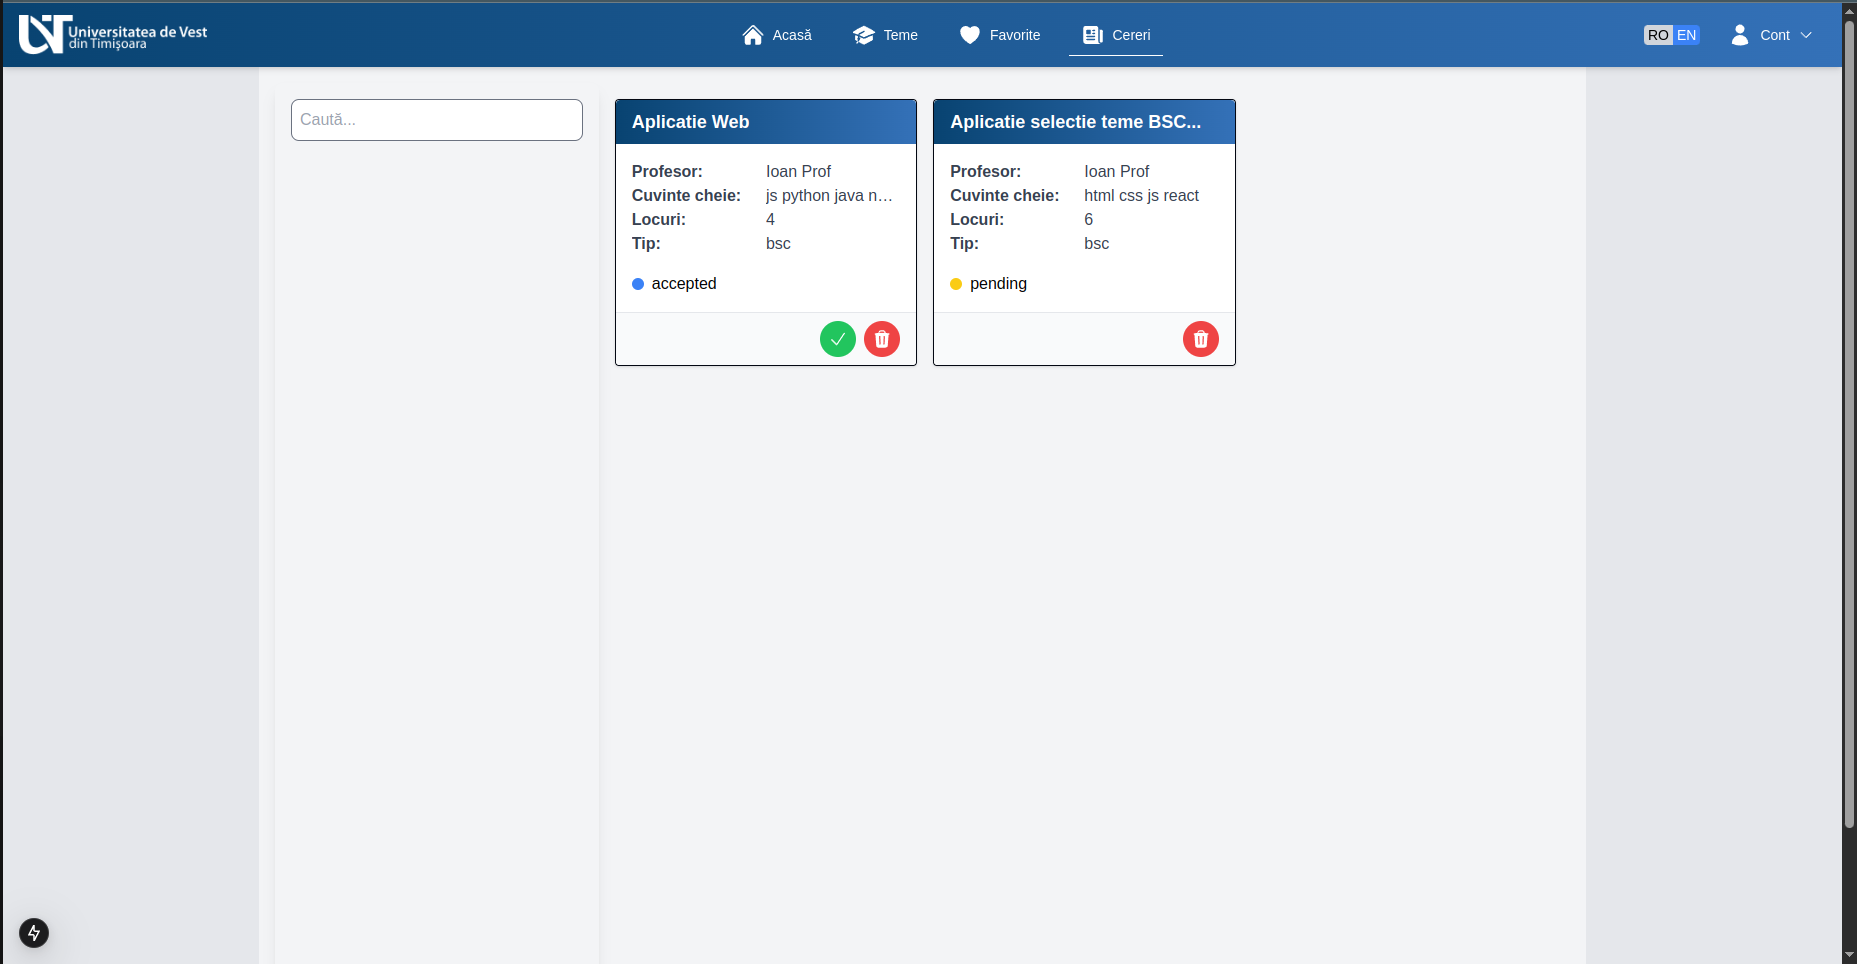 Universitatea de Vest
din Timișoara
Acasă
Teme
Favorite
Cereri
RO EN
Cont
Caută...
Aplicatie Web
Profesor: Ioan Prof
Cuvinte cheie: js python java n...
Locuri: 4
Tip: bsc
accepted
Aplicatie selectie teme BSC...
Profesor: Ioan Prof
Cuvinte cheie: html css js react
Locuri: 6
Tip: bsc
pending